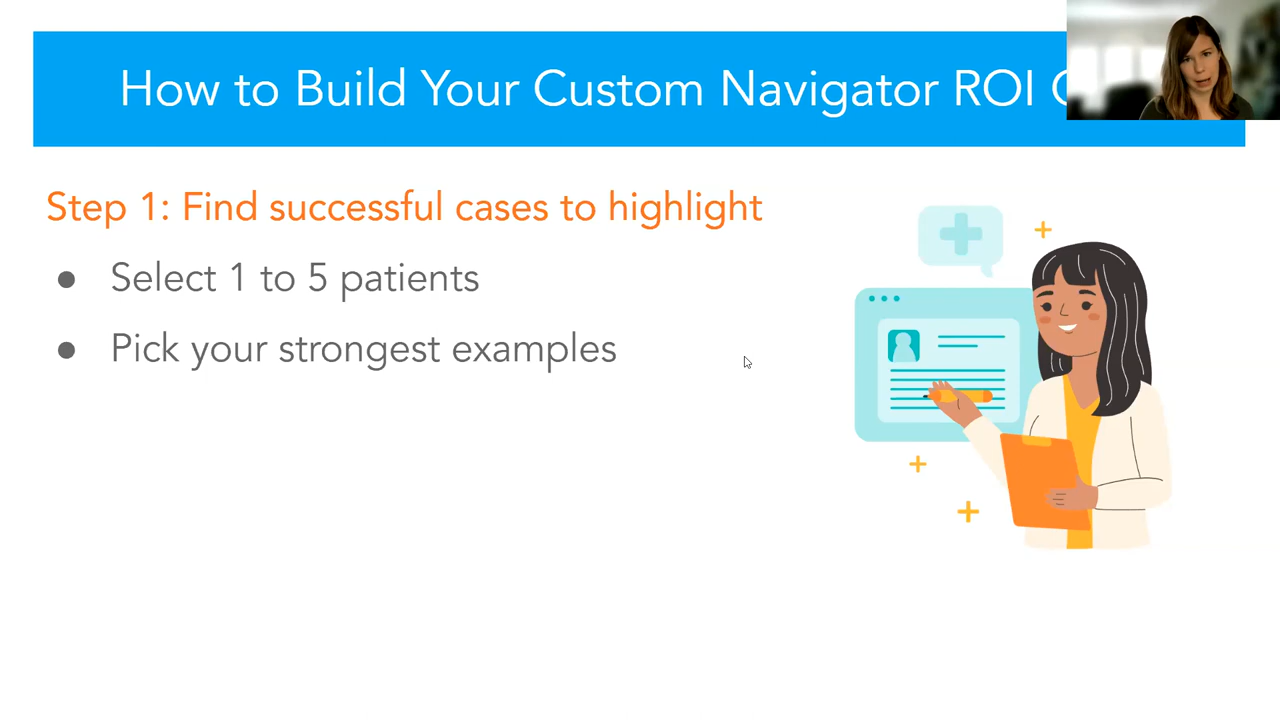 How to Build Your Custom Navigator ROI
Step 1: Find successful cases to highlight
● Select 1 to 5 patients
● Pick your strongest examples